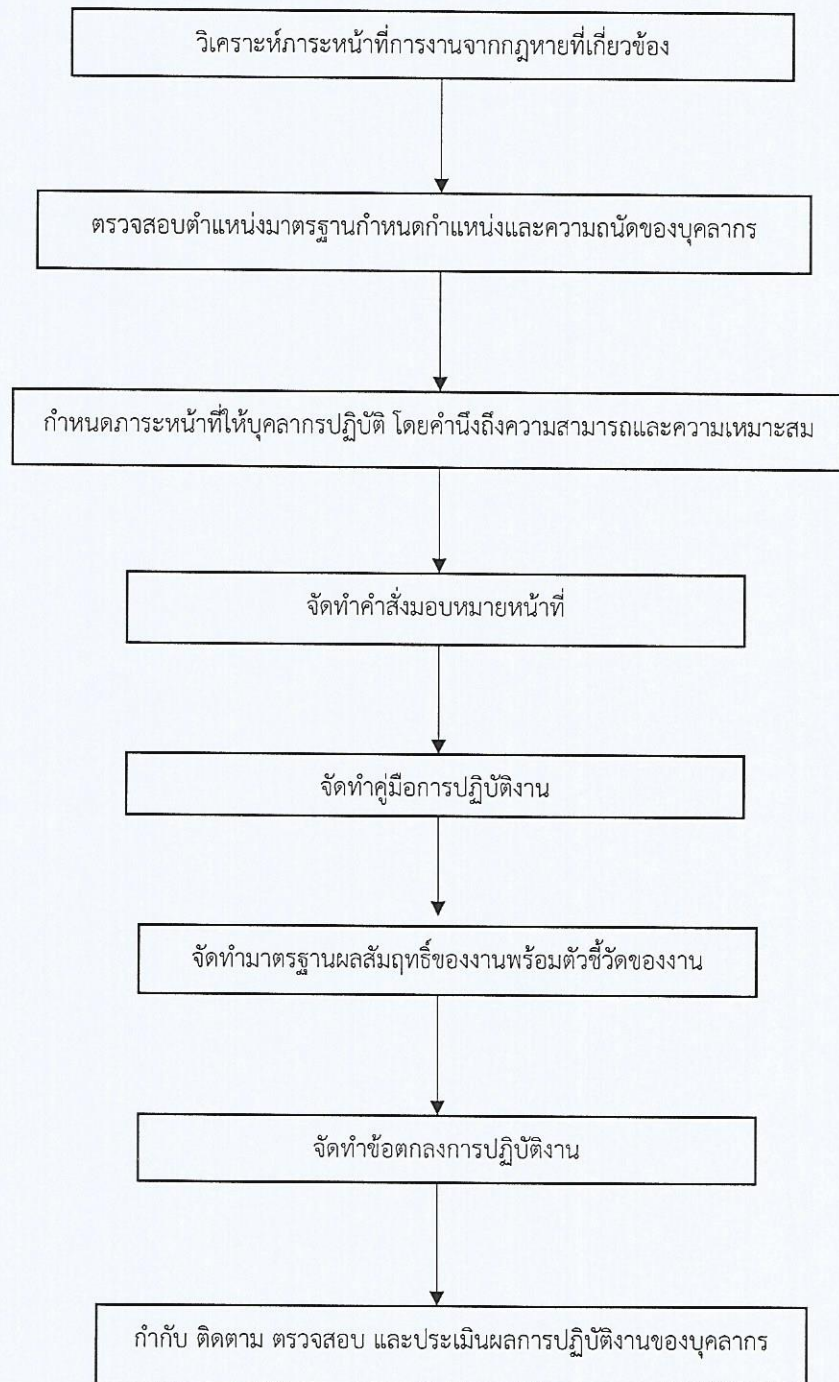 วิเคราะห์ภาระหน้าที่การงานจากกฎหายที่เกี่ยวข้อง
ตรวจสอบตำแหน่งมาตรฐานกำหนดกำแหน่งและความถนัดของบุคลากร
กำหนดภาระหน้าที่ให้บุคลากรปฏิบัติ โดยคำนึงถึงความสามารถและความเหมาะสม
จัดทำคำสั่งมอบหมายหน้าที่
จัดทำคู่มือการปฏิบัติงาน
จัดทำมาตรฐานผลสัมฤทธิ์ของงานพร้อมตัวชี้วัดของงาน
จัดทำข้อตกลงการปฏิบัติงาน
กำกับ ติดตาม ตรวจสอบ และประเมินผลการปฏิบัติงานของบุคลากร